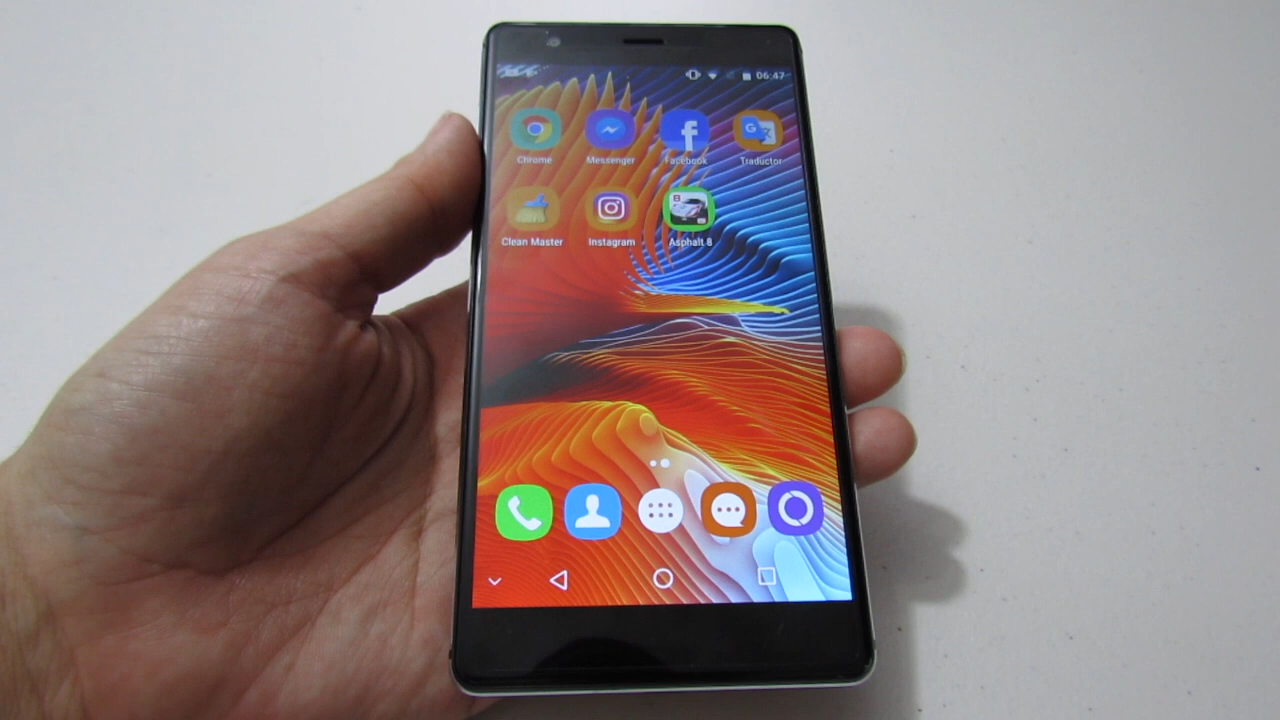 06:47
Chrome
Messenger
Facebook
Traductor
Clean Master
Instagram
Asphalt 8